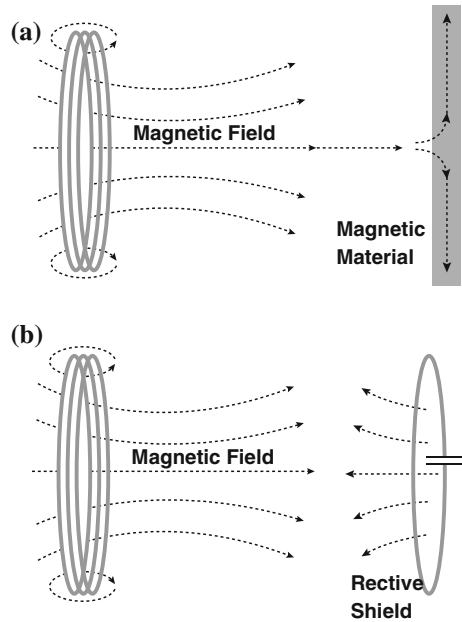 (a)
Magnetic Field
Magnetic
Material
(b)
Magnetic Field
Rective
Shield